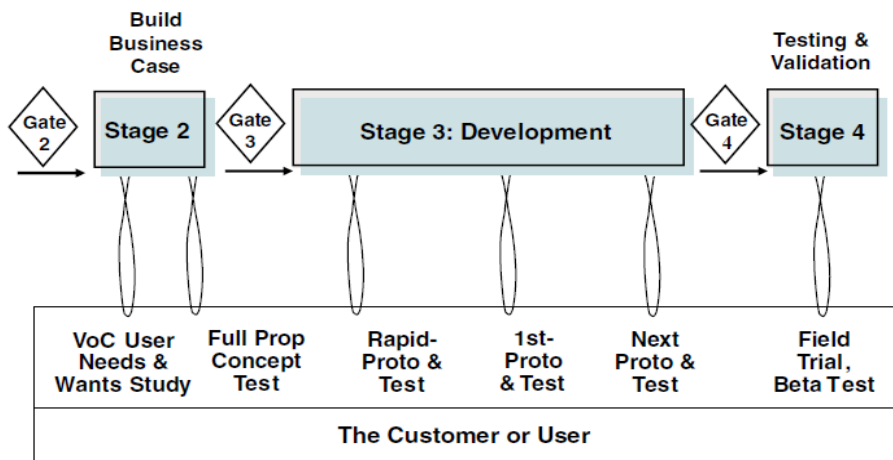 Build
Business
Case
Testing &
Validation
Gate
2
Stage 2
Gate
3
Stage 3: Development
Gate
4
Stage 4
VoC User
Needs &
Wants Study
Full Prop
Concept
Test
Rapid-
Proto &
Test
1st-
Proto
& Test
Next
Proto &
Test
Field
Trial,
Beta Test
The Customer or User